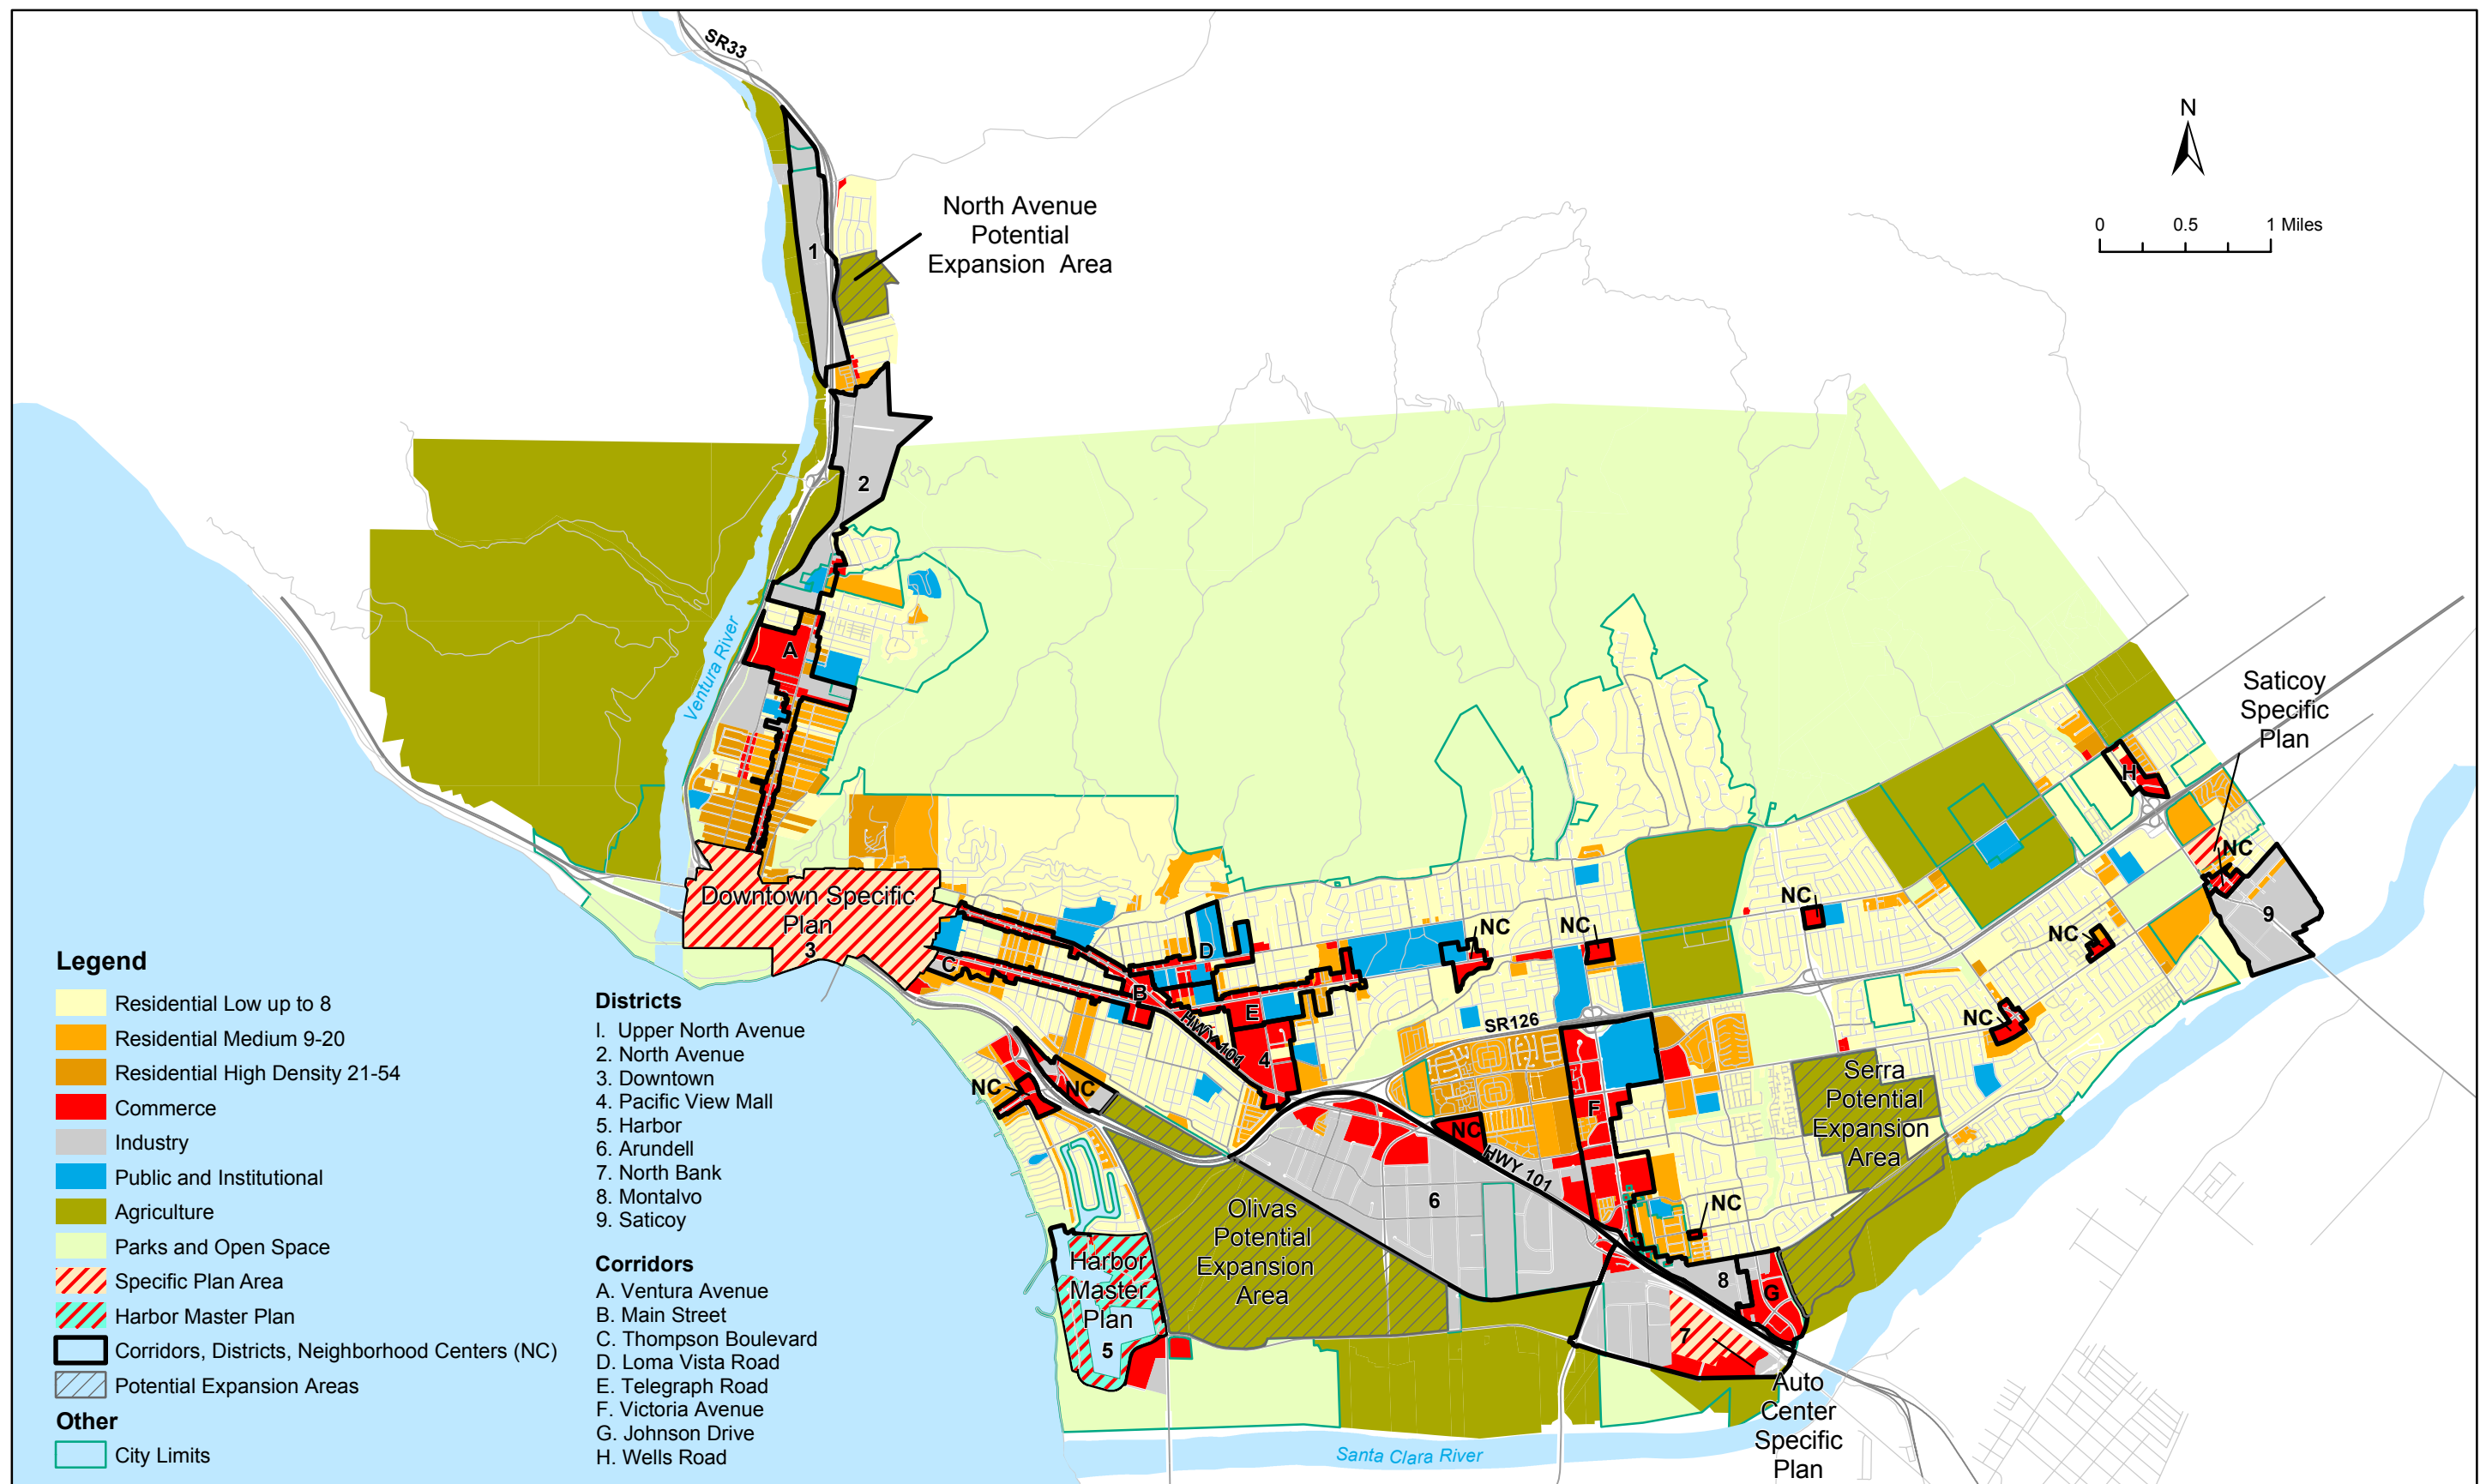 SR33
N
0 0.5 1 Miles
North Avenue
Potential
Expansion Area
1
2
Ventura River
A
Saticoy
Specific
Plan
H
NC
9
NC
NC
NC
NC
NC
Downtown Specific
Plan
3
C
D
B
E
4
HWY 101
SR126
F
NC
NC
NC
HWY 101
6
NC
Serra
Potential
Expansion
Area
Olivas
Potential
Expansion
Area
Harbor
Master
Plan
5
8
G
7
Auto
Center
Specific
Plan
Santa Clara River
Legend
Residential Low up to 8
Residential Medium 9-20
Residential High Density 21-54
Commerce
Industry
Public and Institutional
Agriculture
Parks and Open Space
Specific Plan Area
Harbor Master Plan
Corridors, Districts, Neighborhood Centers (NC)
Potential Expansion Areas
Other
City Limits
Districts
I. Upper North Avenue
2. North Avenue
3. Downtown
4. Pacific View Mall
5. Harbor
6. Arundell
7. North Bank
8. Montalvo
9. Saticoy
Corridors
A. Ventura Avenue
B. Main Street
C. Thompson Boulevard
D. Loma Vista Road
E. Telegraph Road
F. Victoria Avenue
G. Johnson Drive
H. Wells Road